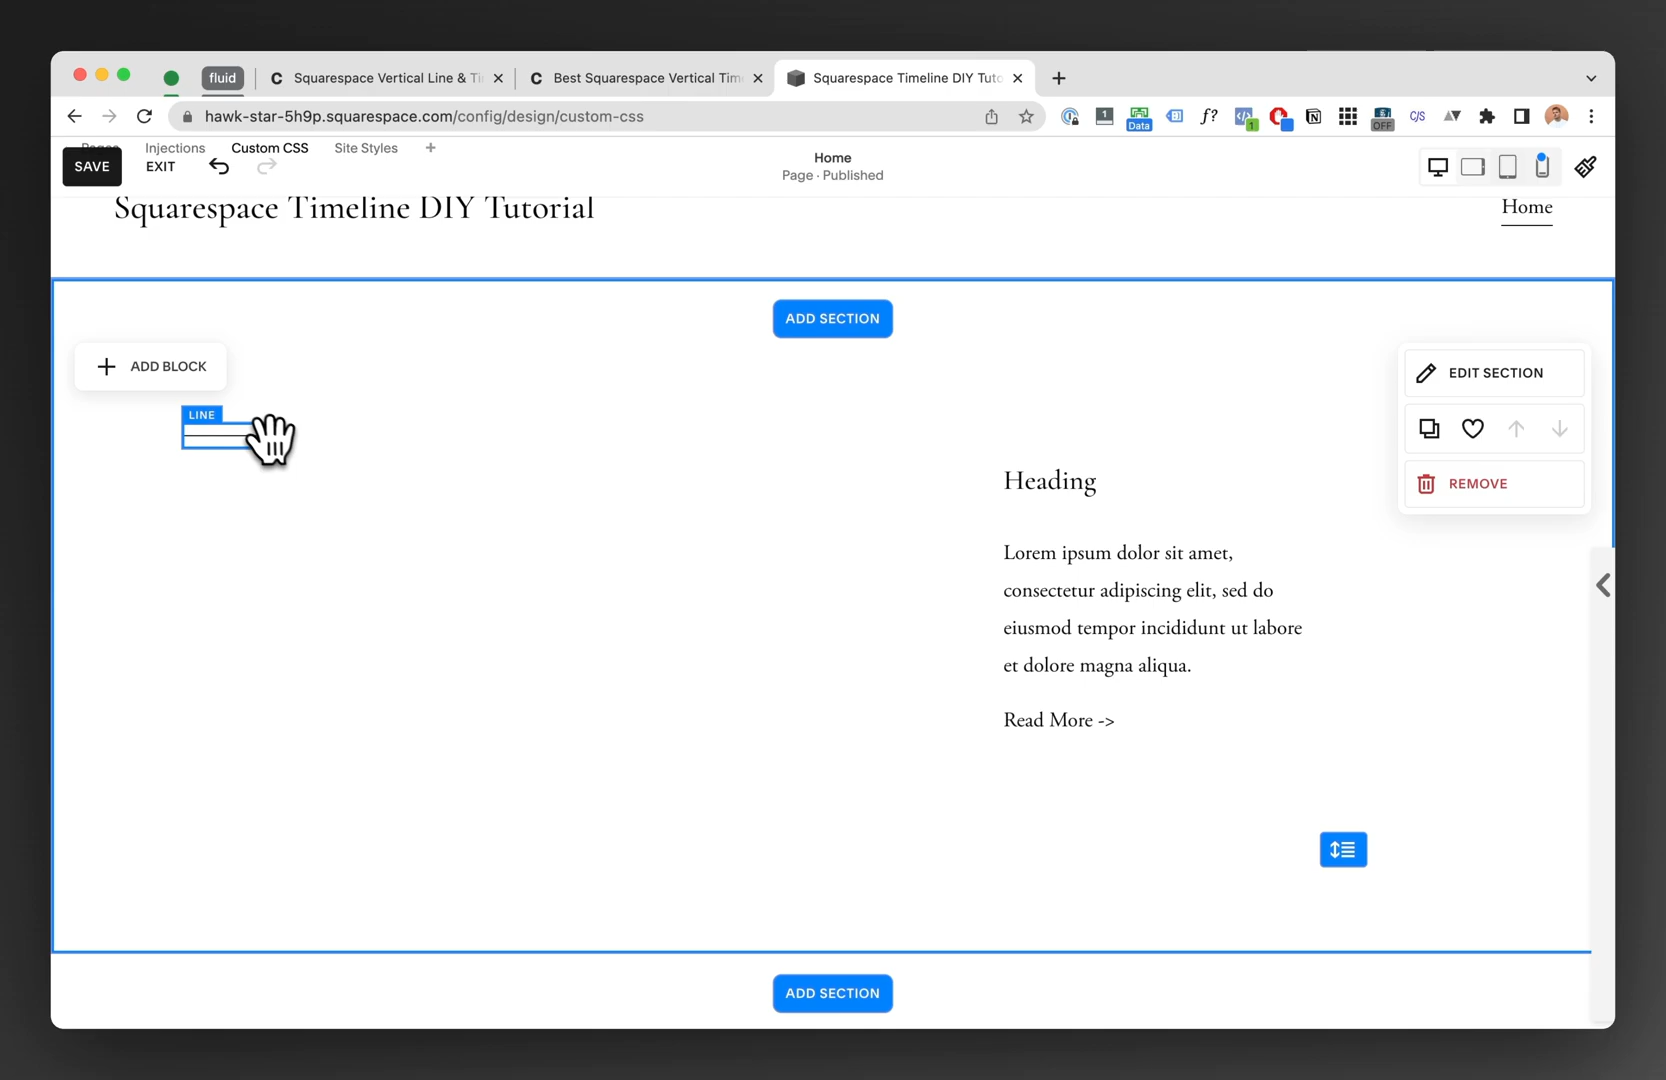 fluid
Squarespace Vertical Line & Ti
Best Squarespace Vertical Tim
Squarespace Timeline DIY Tuto
hawk-star-5h9p.squarespace.com/config/design/custom-css
1
Data
f?
1
OFF
C/S
Pages
Injections
Custom CSS
Site Styles
SAVE
EXIT
Home
Page · Published
Squarespace Timeline DIY Tutorial
Home
ADD SECTION
ADD BLOCK
EDIT SECTION
LINE
REMOVE
Heading
Lorem ipsum dolor sit amet,
consectetur adipiscing elit, sed do
eiusmod tempor incididunt ut labore
et dolore magna aliqua.
Read More ->
ADD SECTION